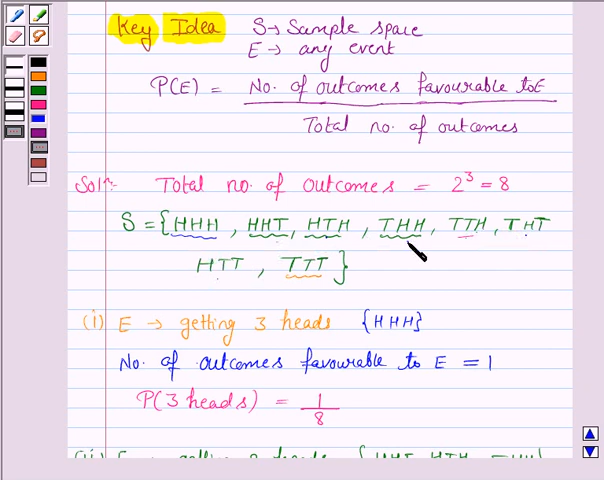 Key Idea S → Sample space
E → any event
P(E) = No. of outcomes favourable to E
Total no. of outcomes
Soln: Total no. of outcomes = 2³ = 8
S = {HHH, HHT, HTH, THH, TTH, THT
HTT, TTT}
(i) E → getting 3 heads {HHH}
No. of outcomes favourable to E = 1
P(3 heads) = 1/8